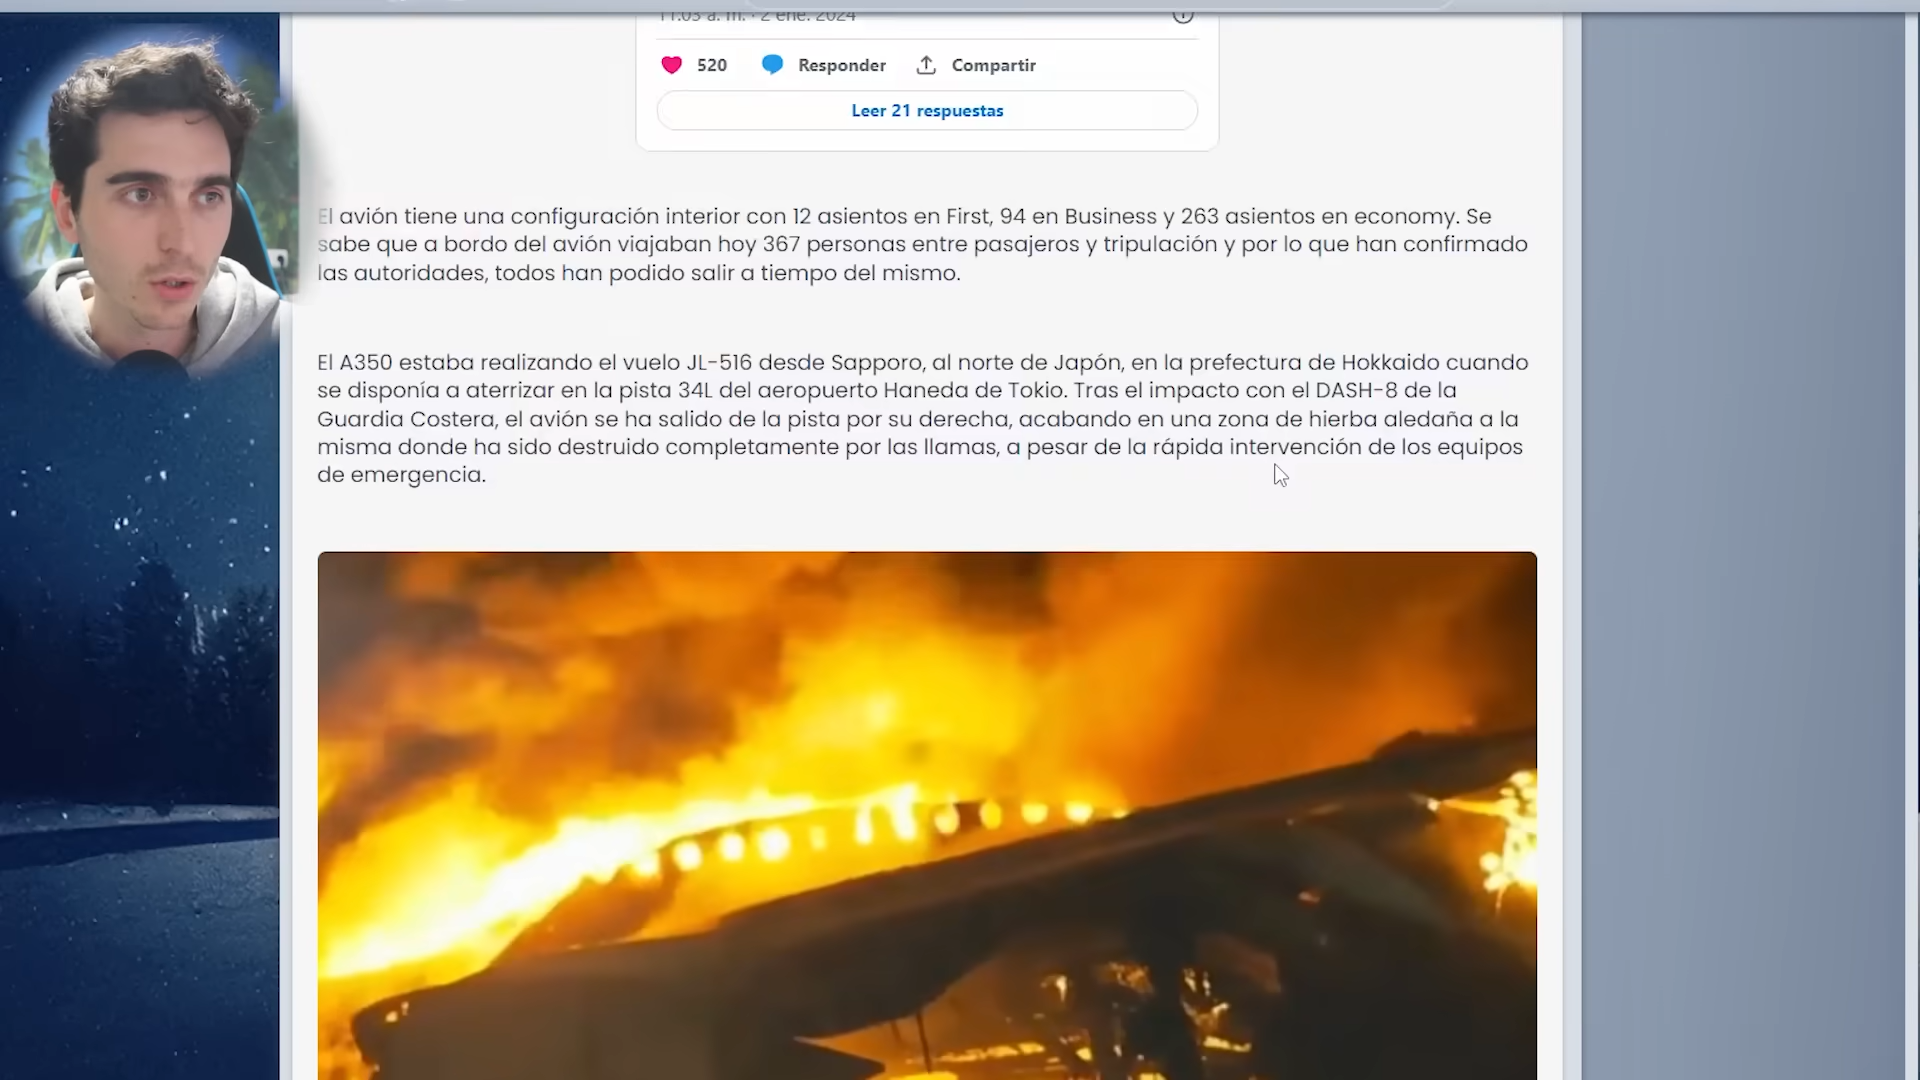 11:03 a. m. · 2 ene. 2024
520 Responder Compartir
Leer 21 respuestas
El avión tiene una configuración interior con 12 asientos en First, 94 en Business y 263 asientos en economy. Se
sabe que a bordo del avión viajaban hoy 367 personas entre pasajeros y tripulación y por lo que han confirmado
las autoridades, todos han podido salir a tiempo del mismo.
El A350 estaba realizando el vuelo JL-516 desde Sapporo, al norte de Japón, en la prefectura de Hokkaido cuando
se disponía a aterrizar en la pista 34L del aeropuerto Haneda de Tokio. Tras el impacto con el DASH-8 de la
Guardia Costera, el avión se ha salido de la pista por su derecha, acabando en una zona de hierba aledaña a la
misma donde ha sido destruido completamente por las llamas, a pesar de la rápida intervención de los equipos
de emergencia.